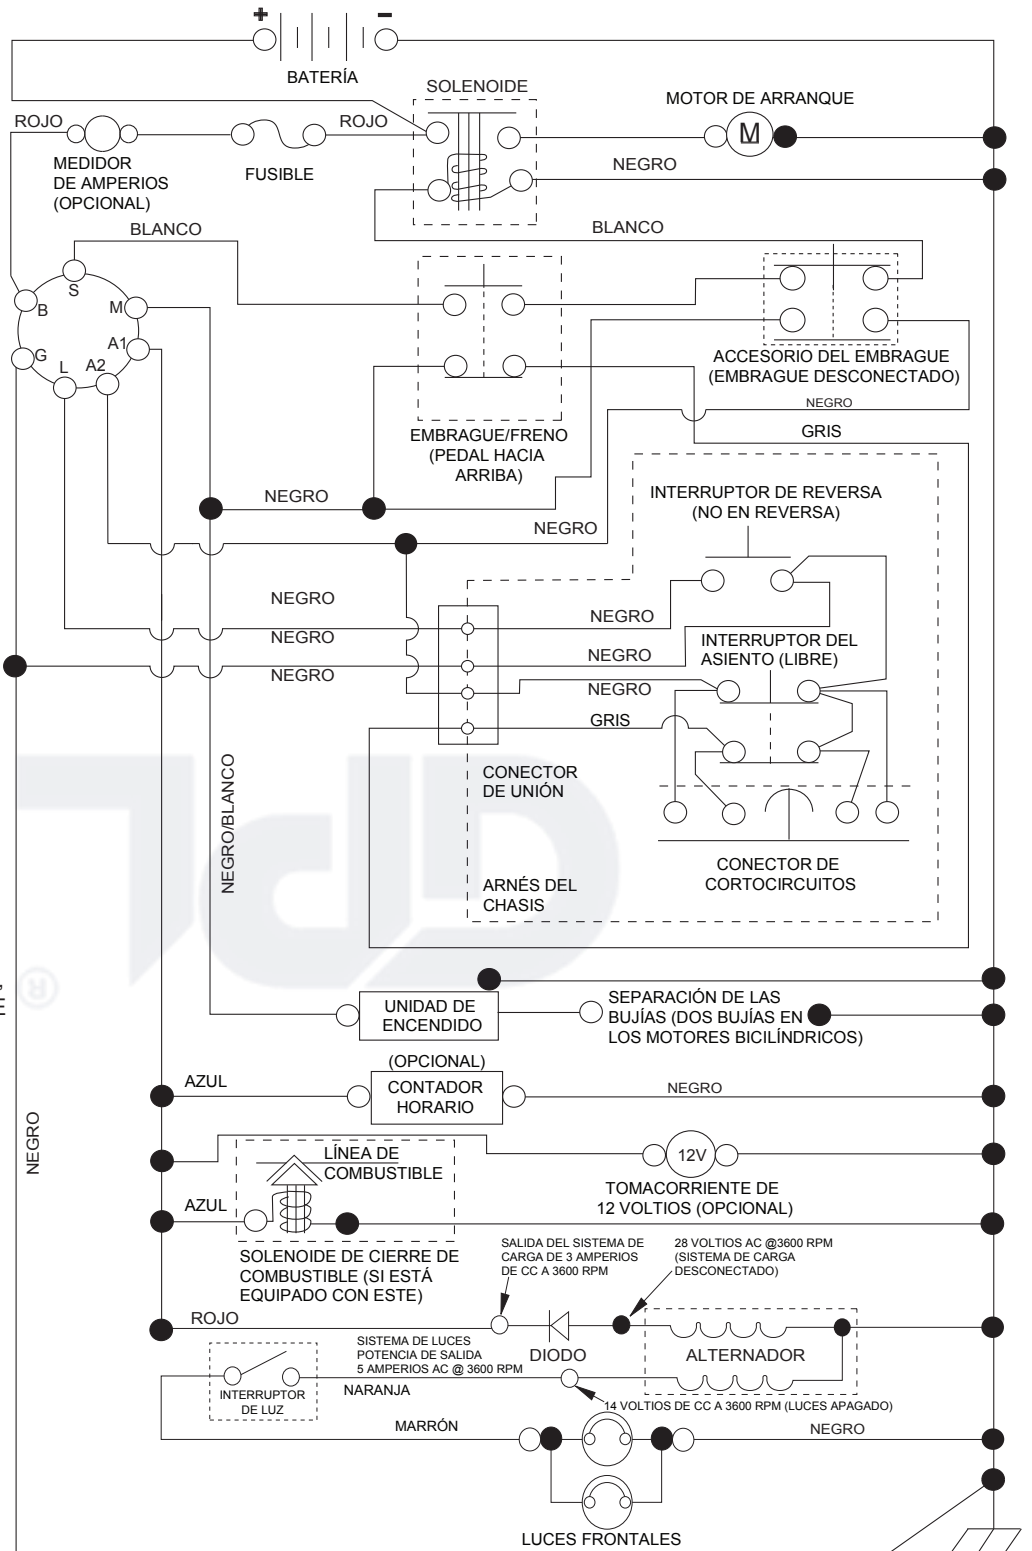 + –
BATERÍA
SOLENOIDE
MOTOR DE ARRANQUE
M
ROJO
ROJO
MEDIDOR
DE AMPERIOS
(OPCIONAL)
FUSIBLE
NEGRO
BLANCO
BLANCO
S
B
M
G
A1
L
A2
ACCESORIO DEL EMBRAGUE
(EMBRAGUE DESCONECTADO)
NEGRO
EMBRAGUE/FRENO
(PEDAL HACIA
ARRIBA)
GRIS
NEGRO
INTERRUPTOR DE REVERSA
(NO EN REVERSA)
NEGRO
NEGRO
NEGRO
NEGRO
NEGRO
INTERRUPTOR DEL
ASIENTO (LIBRE)
NEGRO
NEGRO
GRIS
CONECTOR
DE UNIÓN
NEGRO/BLANCO
CONECTOR DE
CORTOCIRCUITOS
ARNÉS DEL
CHASIS
GPL
®
UNIDAD DE
ENCENDIDO
SEPARACIÓN DE LAS
BUJÍAS (DOS BUJÍAS EN
LOS MOTORES BICILÍNDRICOS)
(OPCIONAL)
AZUL
CONTADOR
HORARIO
NEGRO
NEGRO
LÍNEA DE
COMBUSTIBLE
12V
TOMACORRIENTE DE
12 VOLTIOS (OPCIONAL)
AZUL
SOLENOIDE DE CIERRE DE
COMBUSTIBLE (SI ESTÁ
EQUIPADO CON ESTE)
SALIDA DEL SISTEMA DE
CARGA DE 3 AMPERIOS
DE CC A 3600 RPM
28 VOLTIOS AC @3600 RPM
(SISTEMA DE CARGA
DESCONECTADO)
ROJO
DIODO
ALTERNADOR
SISTEMA DE LUCES
POTENCIA DE SALIDA
5 AMPERIOS AC @ 3600 RPM
INTERRUPTOR
DE LUZ
NARANJA
14 VOLTIOS DE CC A 3600 RPM (LUCES APAGADO)
MARRÓN
NEGRO
LUCES FRONTALES